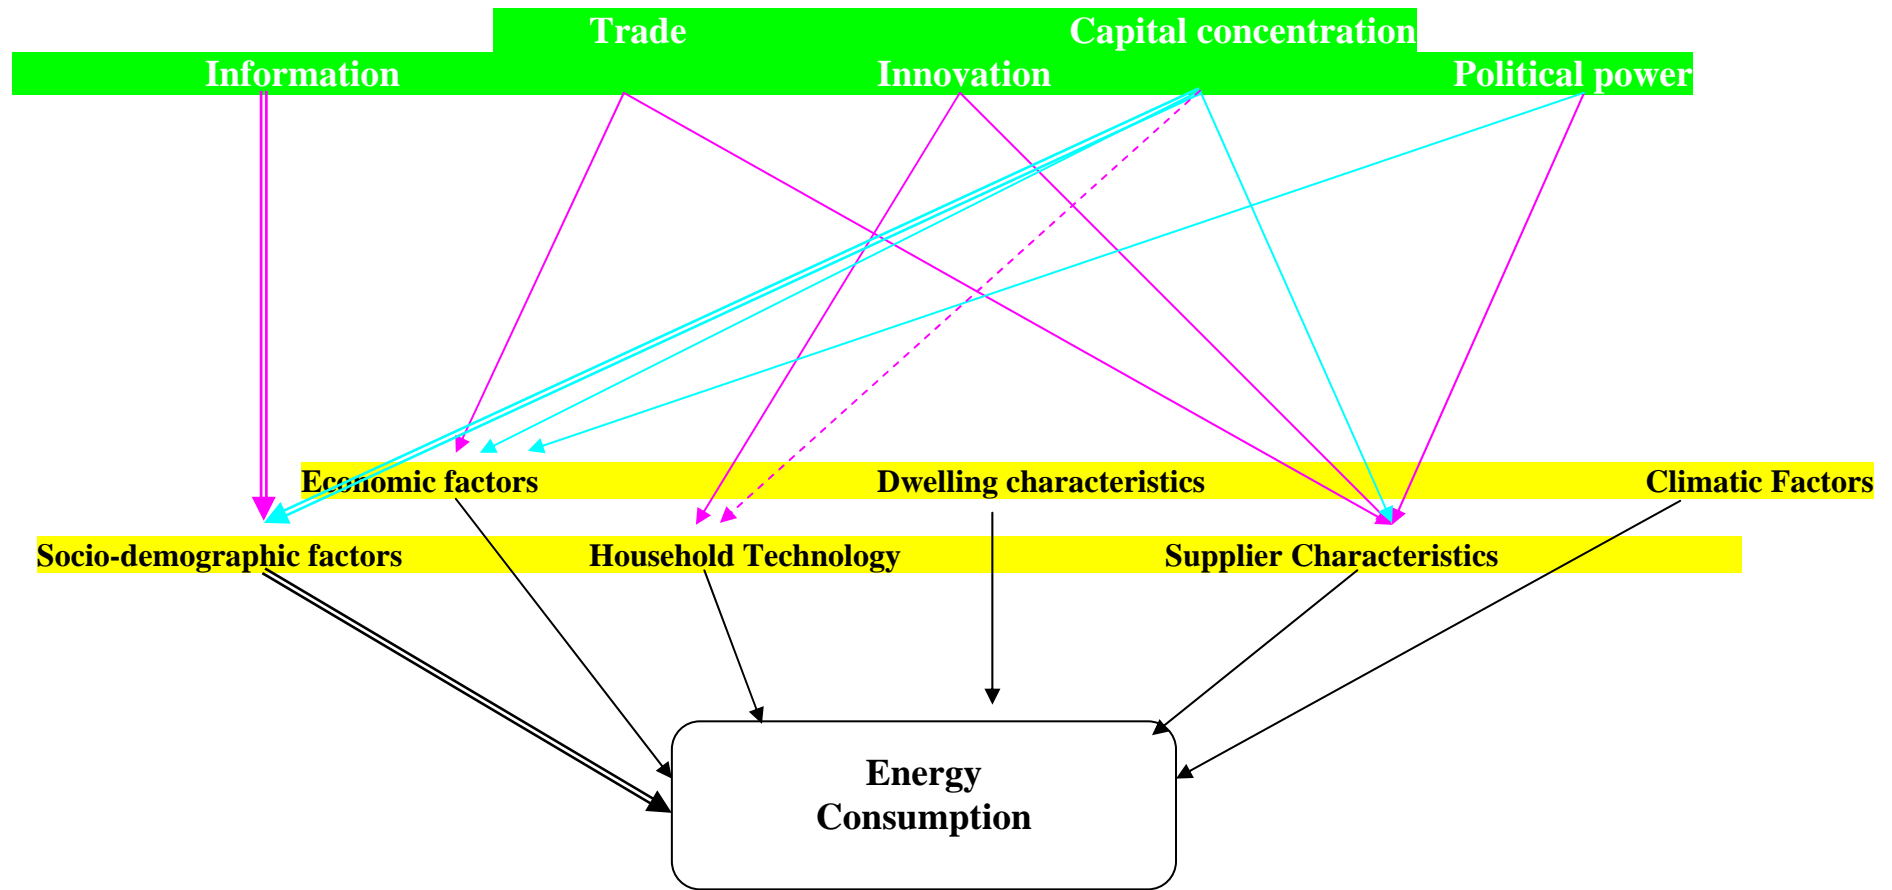 Trade Capital concentration
Information Innovation Political power
Economic factors Dwelling characteristics Climatic Factors
Socio-demographic factors Household Technology Supplier Characteristics
Energy
Consumption